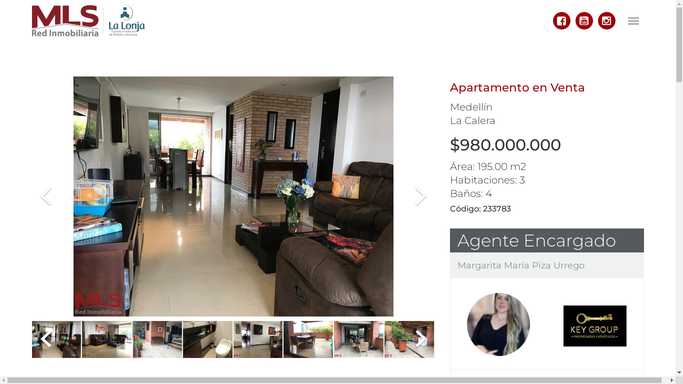 MLS
Red Inmobiliaria
La Lonja
Apartamento en Venta
Medellín
La Calera
$980.000.000
Área: 195.00 m2
Habitaciones: 3
Baños: 4
Código: 233783
Agente Encargado
Margarita María Piza Urrego
KEY GROUP
MLS
Red Inmobiliaria